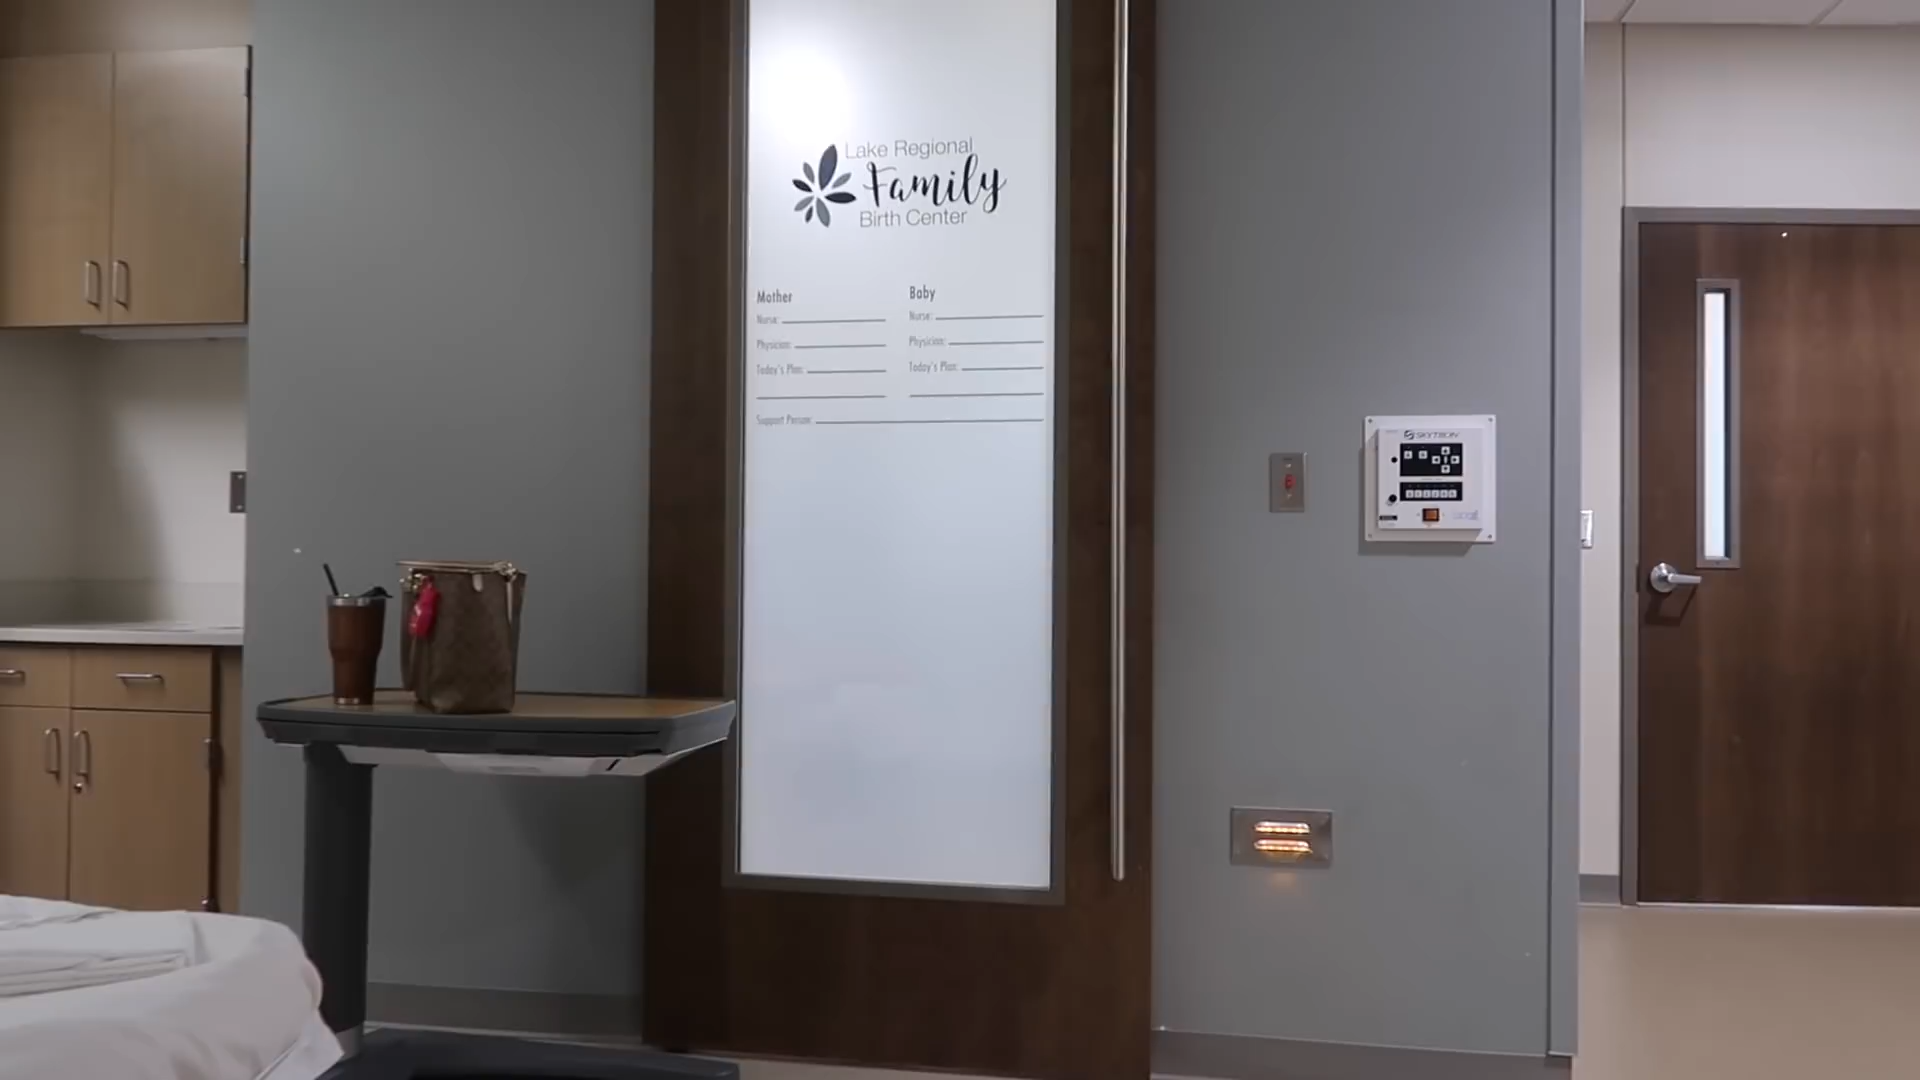 Lake Regional
Family
Birth Center
Mother
Nurse:
Physician:
Today's Plan:
Baby
Nurse:
Physician:
Today's Plan:
Support Person:
SKYTRON